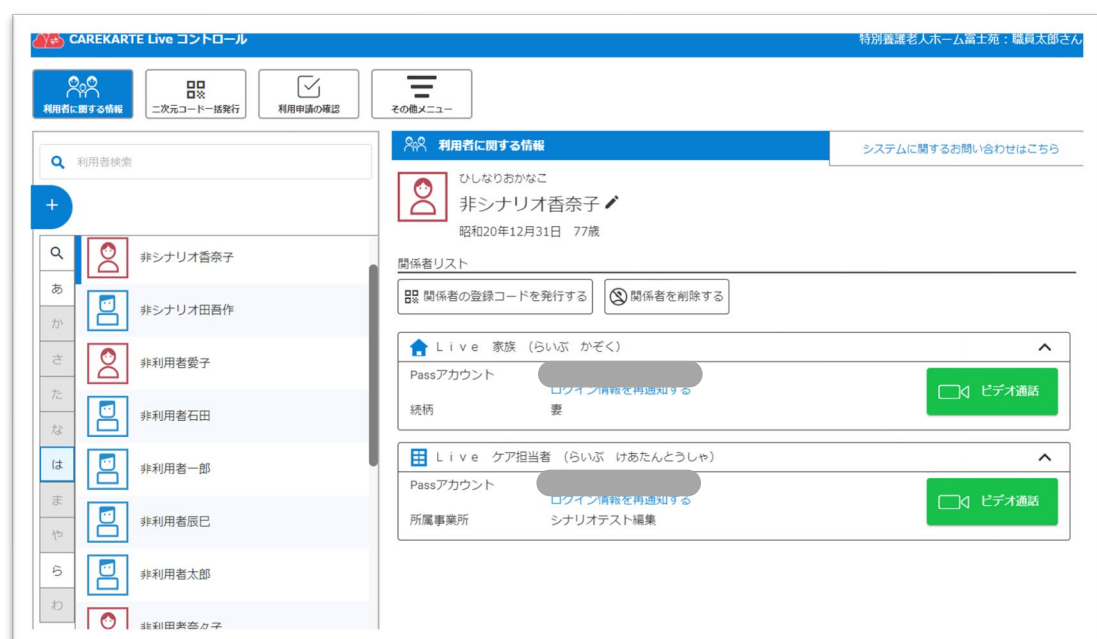 CAREKARTE Live コントロール
特別養護老人ホーム富士苑：職員太郎さん
利用者に関する情報
二次元コード一括発行
利用申請の確認
その他メニュー
利用者検索
+
あ
か
さ
た
な
は
ま
や
ら
わ
非シナリオ香奈子
非シナリオ田吾作
非利用者愛子
非利用者石田
非利用者一郎
非利用者辰巳
非利用者太郎
非利用者奈々子
利用者に関する情報
システムに関するお問い合わせはこちら
ひしなりおかなこ
非シナリオ香奈子
昭和20年12月31日　77歳
関係者リスト
関係者の登録コードを発行する
関係者を削除する
Ｌｉｖｅ　家族　（らいぶ　かぞく）
Passアカウント
ログイン情報を再通知する
続柄
妻
ビデオ通話
Ｌｉｖｅ　ケア担当者　（らいぶ　けあたんとうしゃ）
Passアカウント
ログイン情報を再通知する
所属事業所
シナリオテスト編集
ビデオ通話